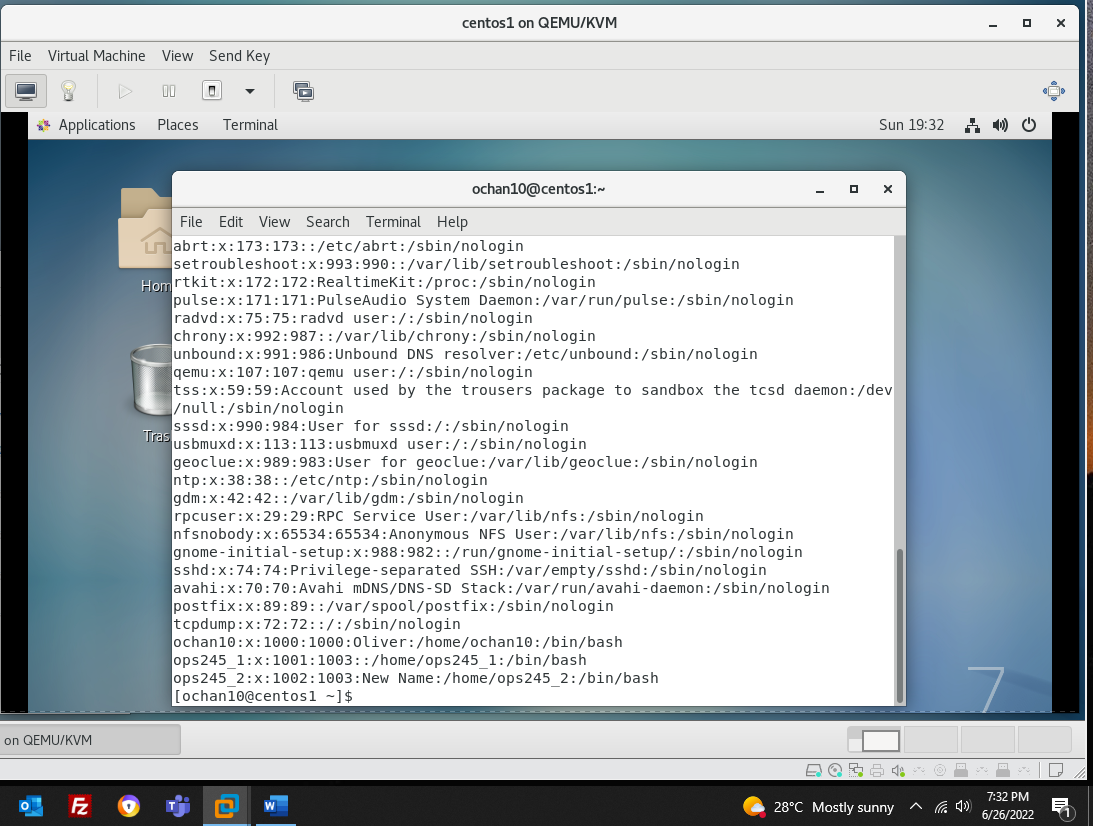 centos1 on QEMU/KVM
File Virtual Machine View Send Key
Applications Places Terminal Sun 19:32
ochan10@centos1:~
File Edit View Search Terminal Help
Hom
Tras
abrt:x:173:173::/etc/abrt:/sbin/nologin
setroubleshoot:x:993:990::/var/lib/setroubleshoot:/sbin/nologin
rtkit:x:172:172:RealtimeKit:/proc:/sbin/nologin
pulse:x:171:171:PulseAudio System Daemon:/var/run/pulse:/sbin/nologin
radvd:x:75:75:radvd user:/:/sbin/nologin
chrony:x:992:987::/var/lib/chrony:/sbin/nologin
unbound:x:991:986:Unbound DNS resolver:/etc/unbound:/sbin/nologin
qemu:x:107:107:qemu user:/:/sbin/nologin
tss:x:59:59:Account used by the trousers package to sandbox the tcsd daemon:/dev
/null:/sbin/nologin
sssd:x:990:984:User for sssd:/:/sbin/nologin
usbmuxd:x:113:113:usbmuxd user:/:/sbin/nologin
geoclue:x:989:983:User for geoclue:/var/lib/geoclue:/sbin/nologin
ntp:x:38:38::/etc/ntp:/sbin/nologin
gdm:x:42:42::/var/lib/gdm:/sbin/nologin
rpcuser:x:29:29:RPC Service User:/var/lib/nfs:/sbin/nologin
nfsnobody:x:65534:65534:Anonymous NFS User:/var/lib/nfs:/sbin/nologin
gnome-initial-setup:x:988:982::/run/gnome-initial-setup/:/sbin/nologin
sshd:x:74:74:Privilege-separated SSH:/var/empty/sshd:/sbin/nologin
avahi:x:70:70:Avahi mDNS/DNS-SD Stack:/var/run/avahi-daemon:/sbin/nologin
postfix:x:89:89::/var/spool/postfix:/sbin/nologin
tcpdump:x:72:72::/:/sbin/nologin
ochan10:x:1000:1000:Oliver:/home/ochan10:/bin/bash
ops245_1:x:1001:1003::/home/ops245_1:/bin/bash
ops245_2:x:1002:1003:New Name:/home/ops245_2:/bin/bash
[ochan10@centos1 ~]$
7
on QEMU/KVM
28°C Mostly sunny
7:32 PM
6/26/2022
1